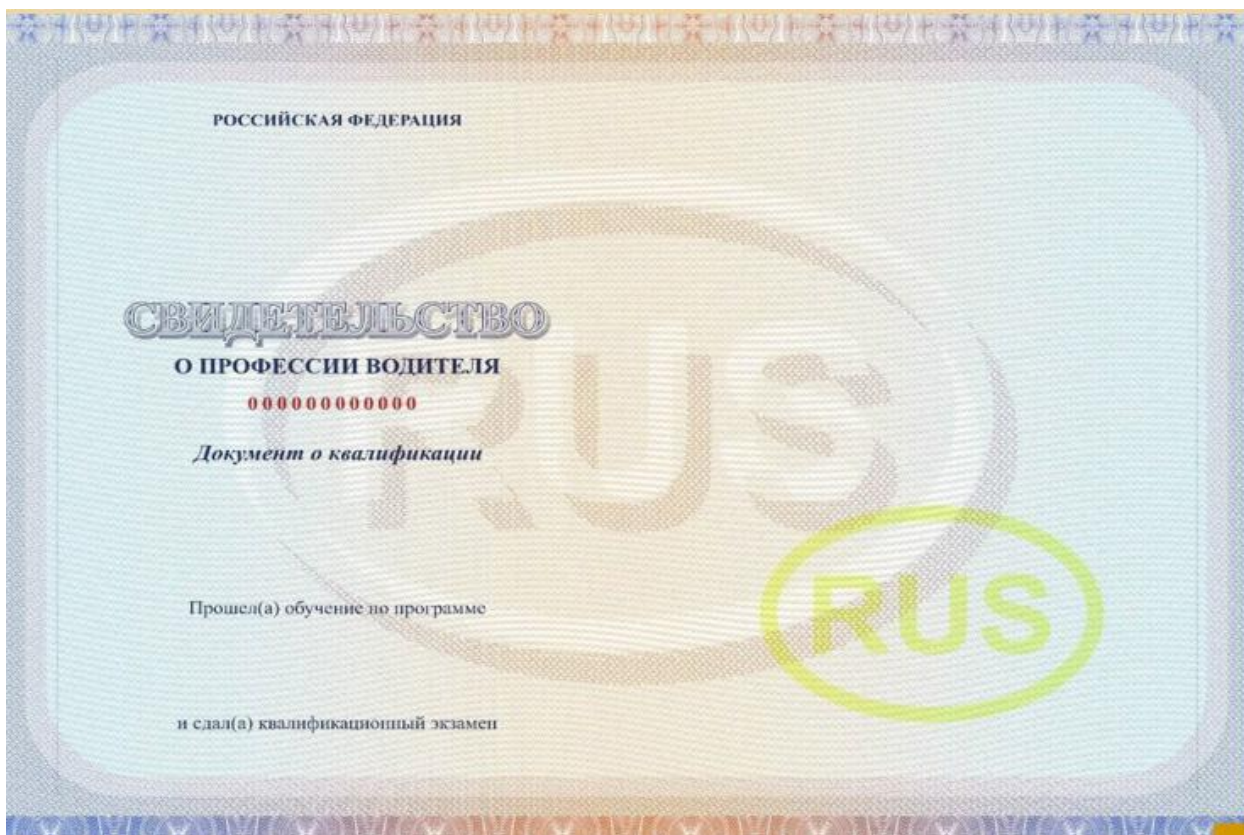 РОССИЙСКАЯ ФЕДЕРАЦИЯ
СВИДЕТЕЛЬСТВО
О ПРОФЕССИИ ВОДИТЕЛЯ
000000000000
Документ о квалификации
RUS
Прошел(а) обучение по программе
RUS
и сдал(а) квалификационный экзамен